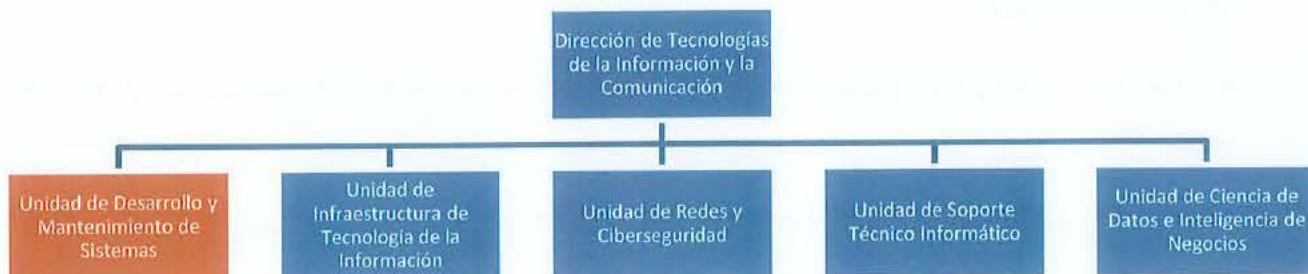 Dirección de Tecnologías
de la Información y la
Comunicación
Unidad de Desarrollo y
Mantenimiento de
Sistemas
Unidad de
Infraestructura de
Tecnología de la
Información
Unidad de Redes y
Ciberseguridad
Unidad de Soporte
Técnico Informático
Unidad de Ciencia de
Datos e Inteligencia de
Negocios